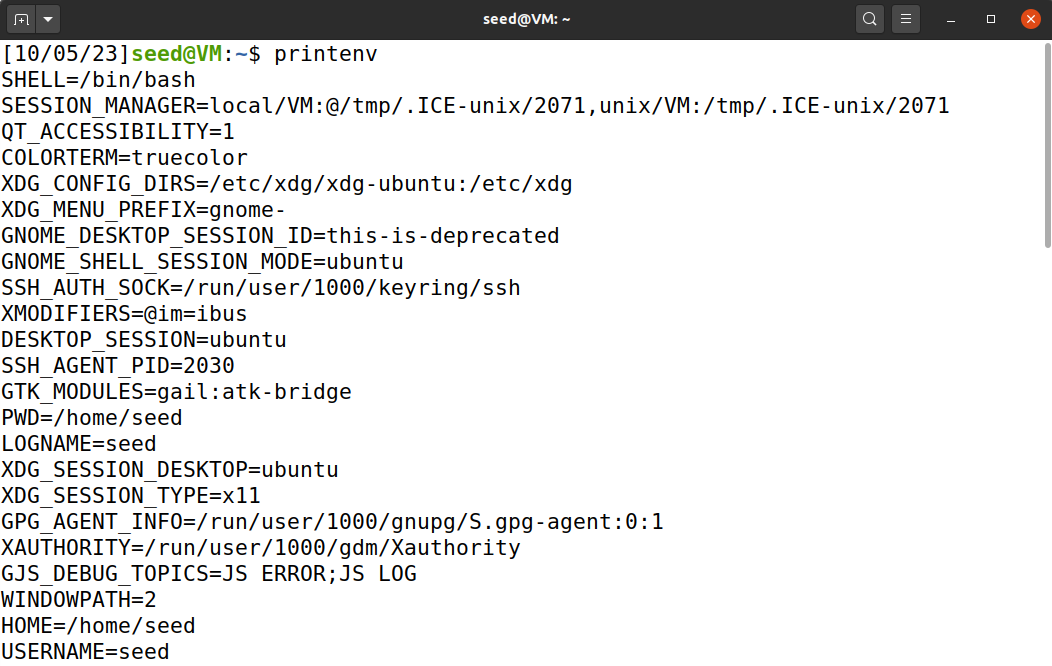 seed@VM: ~
[10/05/23]seed@VM:~$ printenv
SHELL=/bin/bash
SESSION_MANAGER=local/VM:@/tmp/.ICE-unix/2071,unix/VM:/tmp/.ICE-unix/2071
QT_ACCESSIBILITY=1
COLORTERM=truecolor
XDG_CONFIG_DIRS=/etc/xdg/xdg-ubuntu:/etc/xdg
XDG_MENU_PREFIX=gnome-
GNOME_DESKTOP_SESSION_ID=this-is-deprecated
GNOME_SHELL_SESSION_MODE=ubuntu
SSH_AUTH_SOCK=/run/user/1000/keyring/ssh
XMODIFIERS=@im=ibus
DESKTOP_SESSION=ubuntu
SSH_AGENT_PID=2030
GTK_MODULES=gail:atk-bridge
PWD=/home/seed
LOGNAME=seed
XDG_SESSION_DESKTOP=ubuntu
XDG_SESSION_TYPE=x11
GPG_AGENT_INFO=/run/user/1000/gnupg/S.gpg-agent:0:1
XAUTHORITY=/run/user/1000/gdm/Xauthority
GJS_DEBUG_TOPICS=JS ERROR;JS LOG
WINDOWPATH=2
HOME=/home/seed
USERNAME=seed